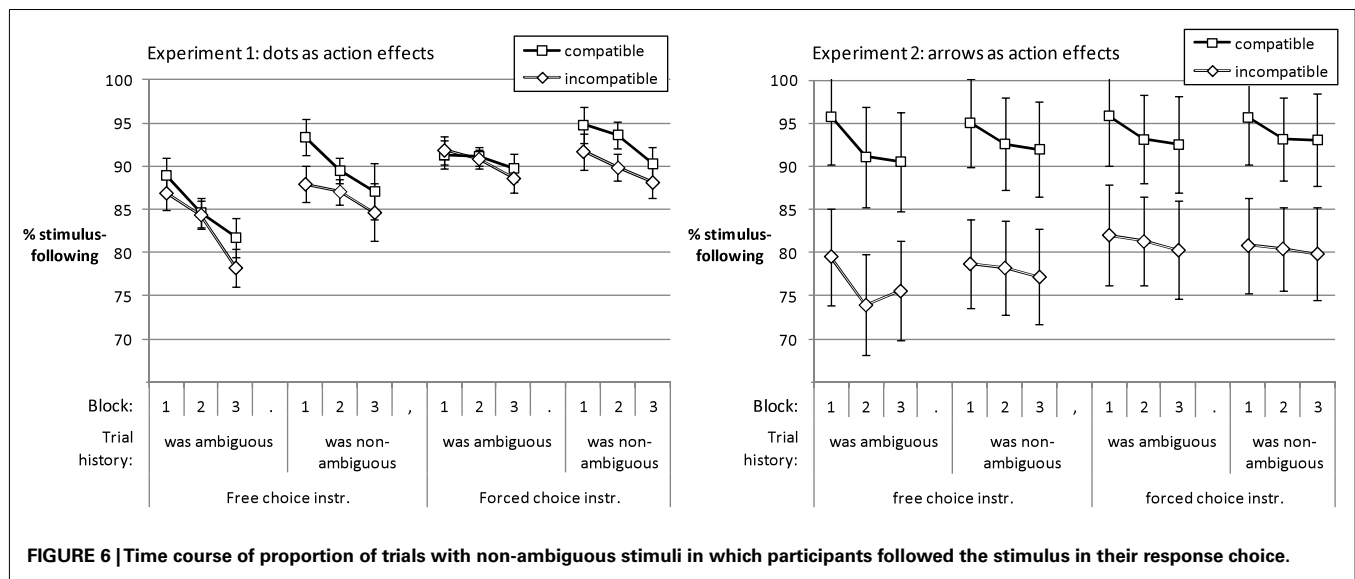 Experiment 1: dots as action effects
compatible
incompatible
100
95
90
85
80
75
70
% stimulus-
following
Block: 1 2 3 . 1 2 3 , 1 2 3 . 1 2 3
Trial
history:
was ambiguous was non-
ambiguous was ambiguous was non-
ambiguous
Free choice instr. Forced choice instr.
Experiment 2: arrows as action effects
compatible
incompatible
100
95
90
85
80
75
70
% stimulus-
following
Block: 1 2 3 . 1 2 3 , 1 2 3 . 1 2 3
Trial
history:
was ambiguous was non-
ambiguous was ambiguous was non-
ambiguous
free choice instr. forced choice instr.
FIGURE 6 | Time course of proportion of trials with non-ambiguous stimuli in which participants followed the stimulus in their response choice.